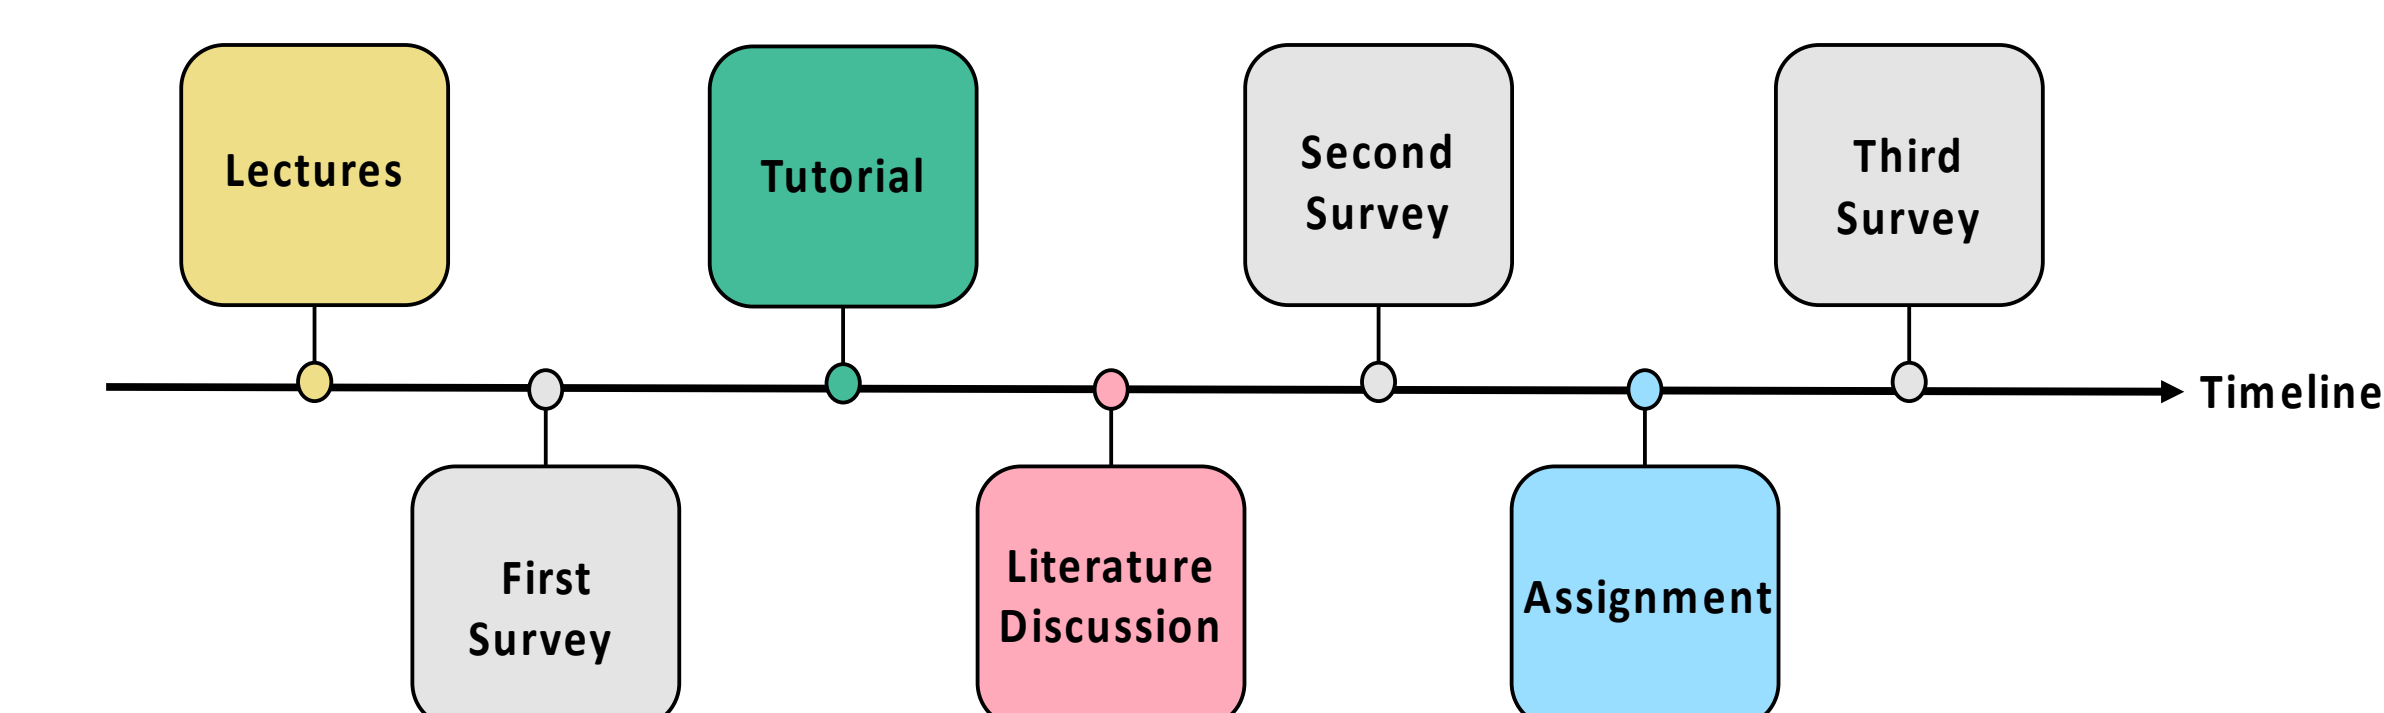 Lectures
First
Survey
Tutorial
Literature
Discussion
Second
Survey
Assignment
Third
Survey
Timeline